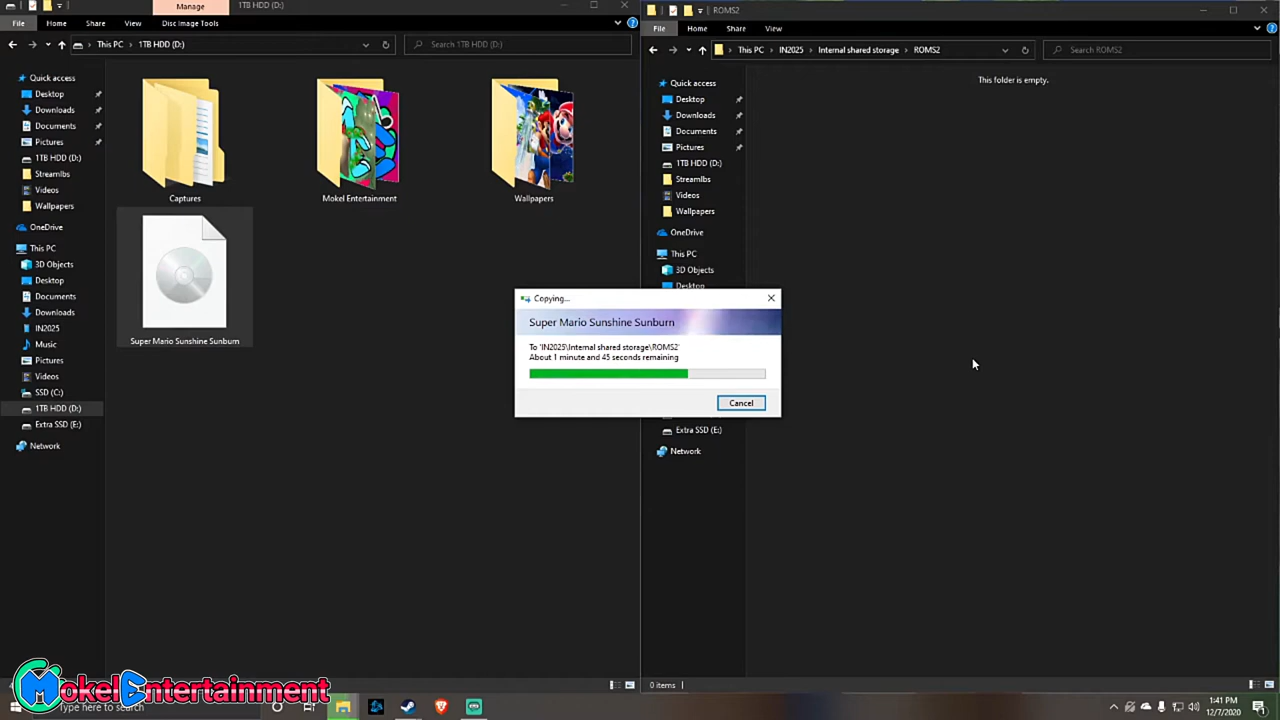 Manage
1TB HDD (D:)
File
Home
Share
View
Disc Image Tools
This PC
1TB HDD (D:)
Search 1TB HDD (D:)
Quick access
Desktop
Downloads
Documents
Pictures
1TB HDD (D:)
Streamlbs
Videos
Wallpapers
OneDrive
This PC
3D Objects
Desktop
Documents
Downloads
IN2025
Music
Pictures
Videos
SSD (C:)
1TB HDD (D:)
Extra SSD (E:)
Network
Captures
Mokel Entertainment
Wallpapers
Super Mario Sunshine Sunburn
ROMS2
File
Home
Share
View
This PC
IN2025
Internal shared storage
ROMS2
Search ROMS2
This folder is empty.
Quick access
Desktop
Downloads
Documents
Pictures
1TB HDD (D:)
Streamlbs
Videos
Wallpapers
OneDrive
This PC
3D Objects
Desktop
Extra SSD (E:)
Network
Copying...
Super Mario Sunshine Sunburn
To 'IN2025\Internal shared storage\ROMS2'
About 1 minute and 45 seconds remaining
Cancel
0 items
MokelEntertainment
Type here to search
1:41 PM
12/7/2020